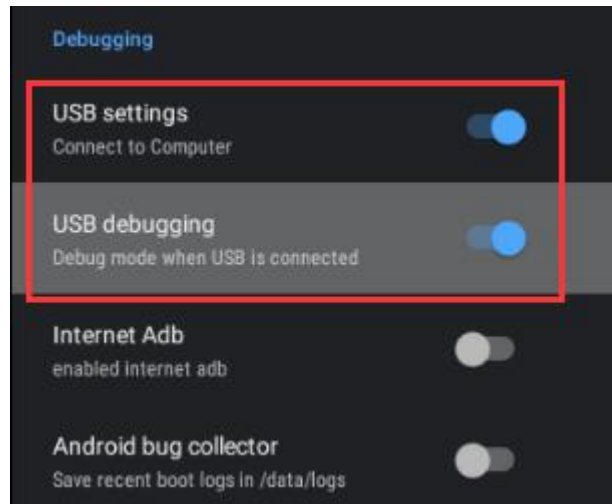 Debugging
USB settings
Connect to Computer
USB debugging
Debug mode when USB is connected
Internet Adb
enabled internet adb
Android bug collector
Save recent boot logs in /data/logs